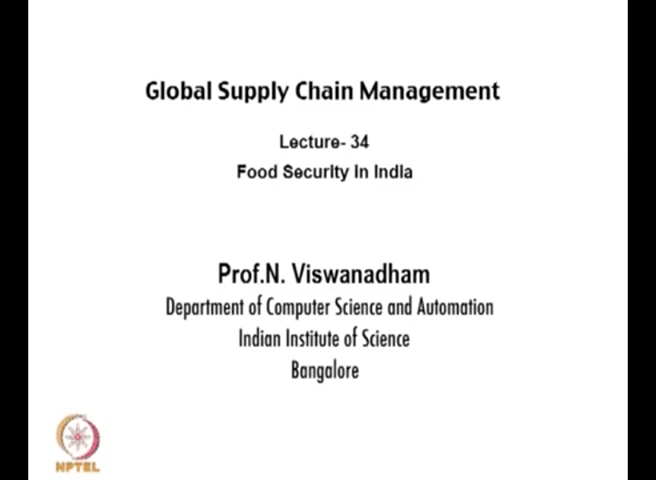 Global Supply Chain Management
Lecture- 34
Food Security In India
Prof.N. Viswanadham
Department of Computer Science and Automation
Indian Institute of Science
Bangalore
NPTEL